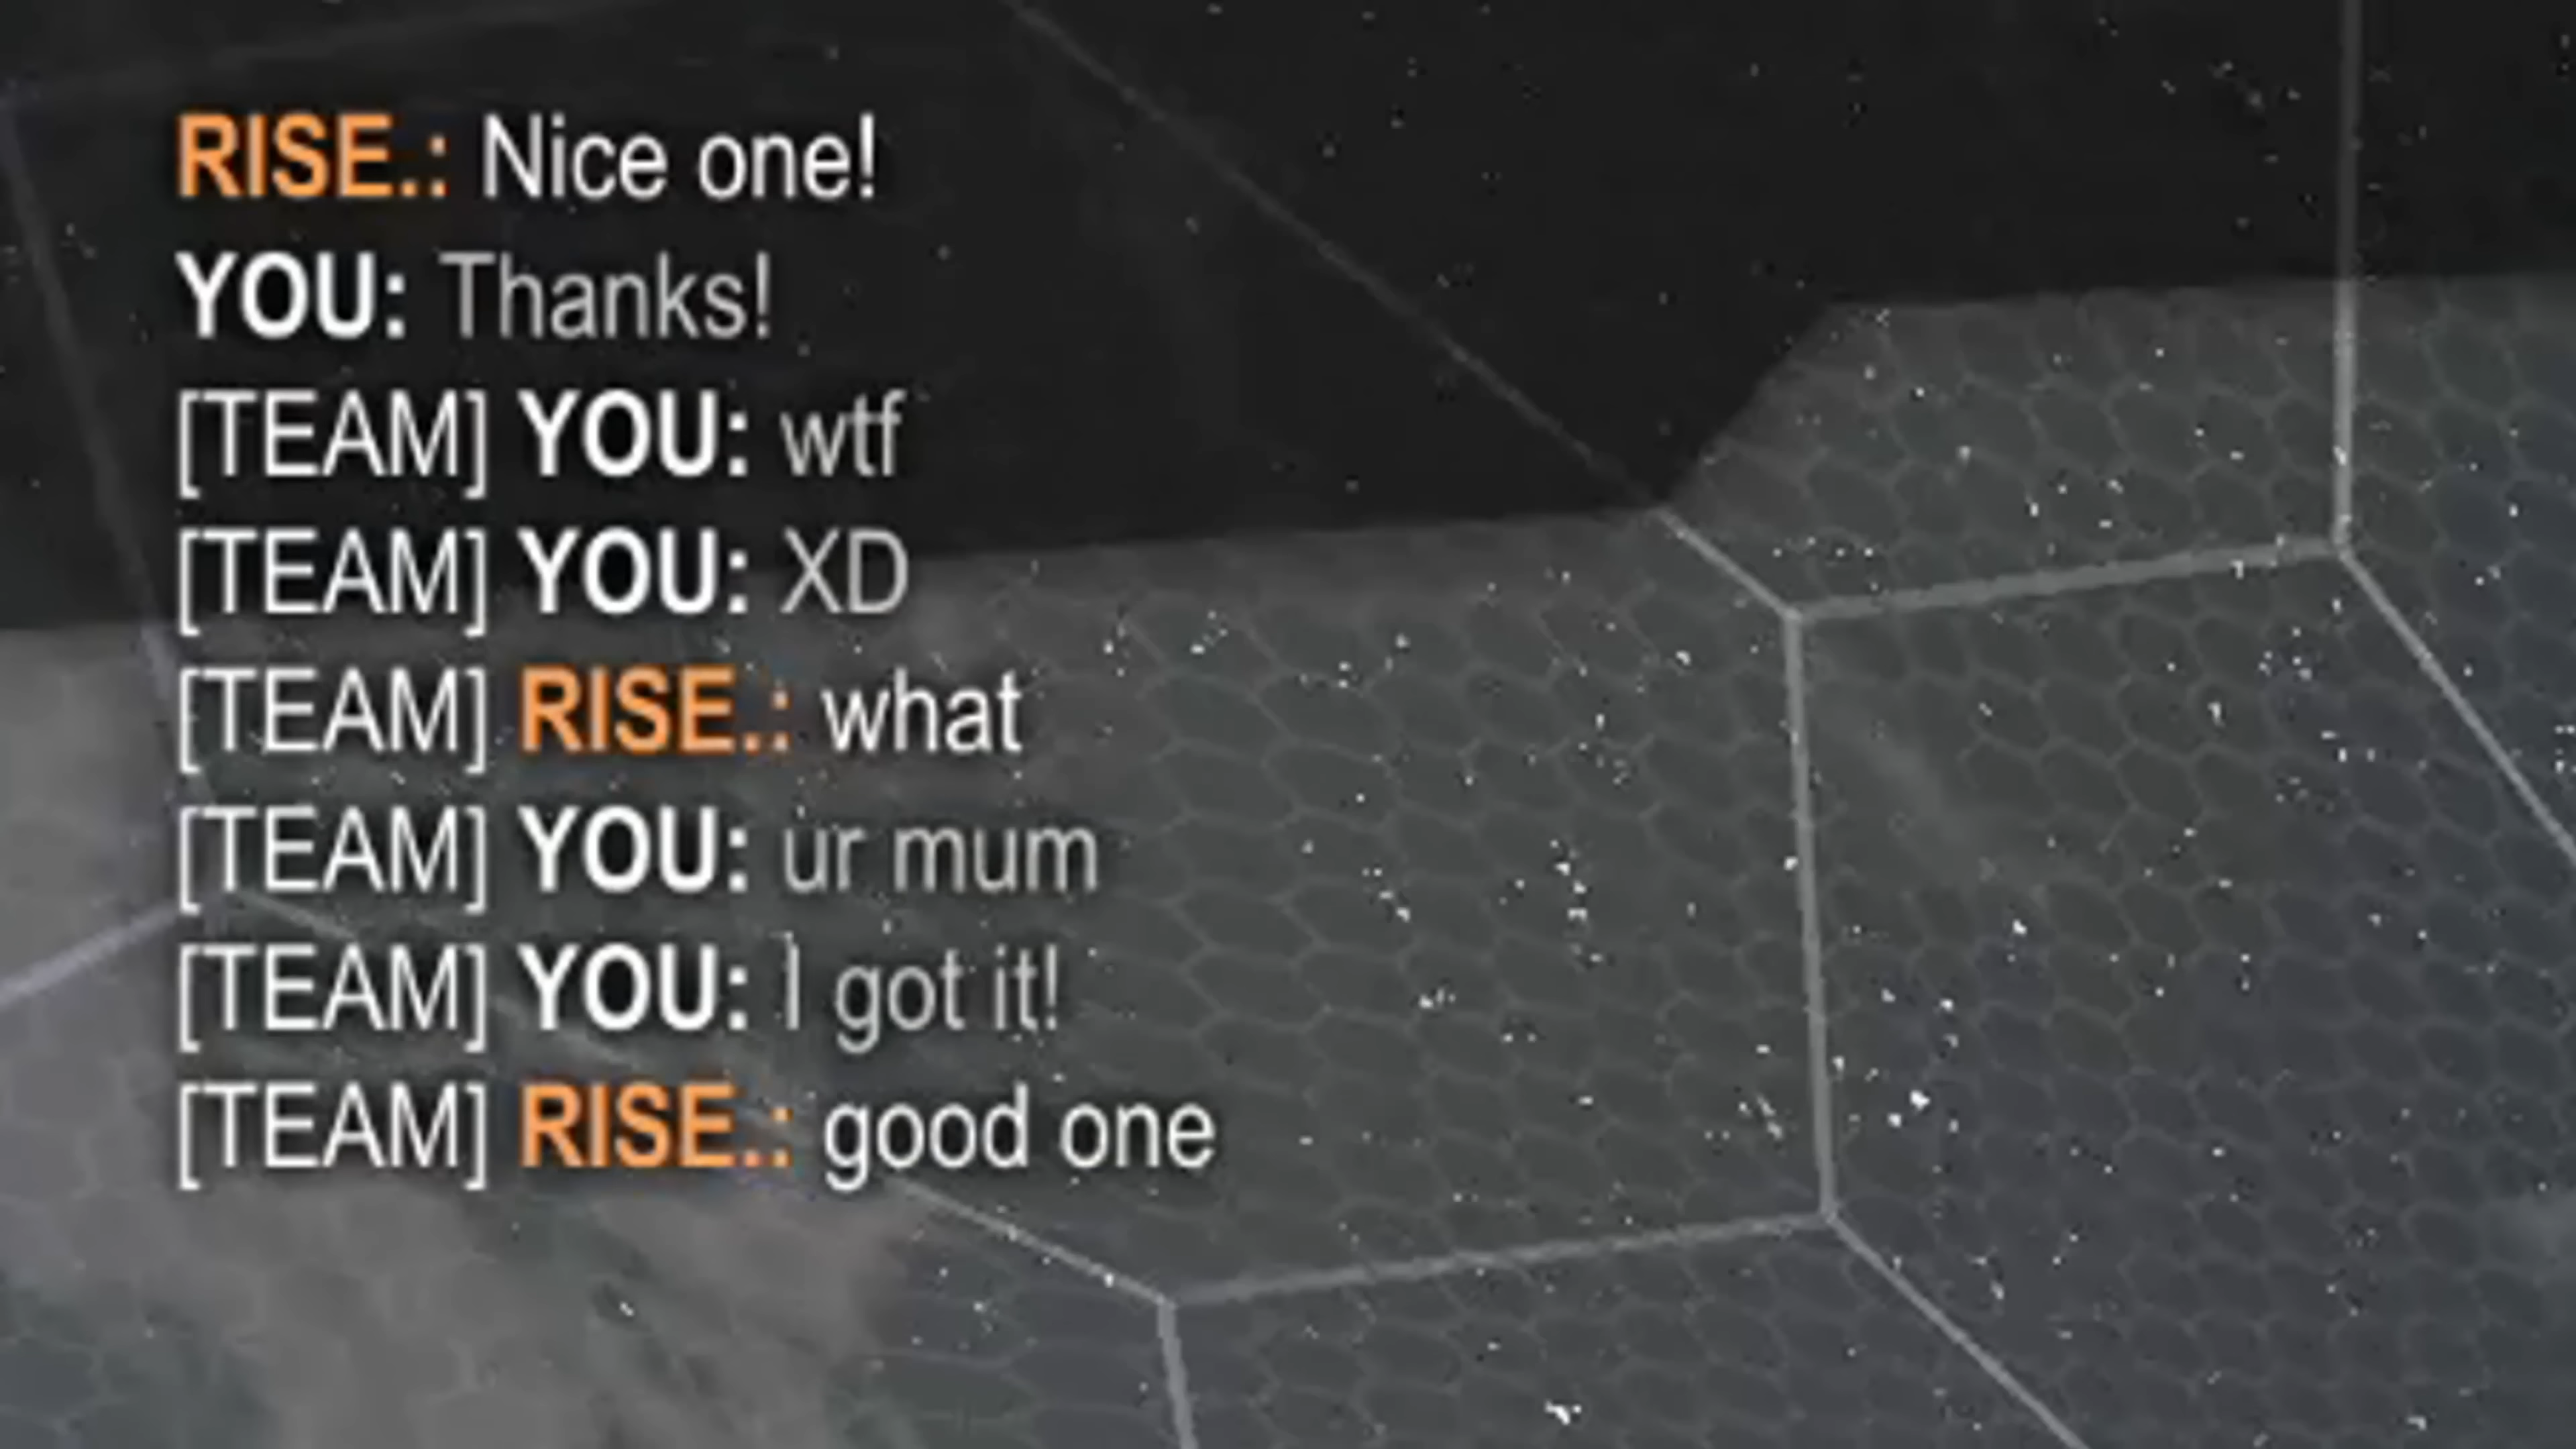 RISE.: Nice one!
YOU: Thanks!
[TEAM] YOU: wtf
[TEAM] YOU: XD
[TEAM] RISE.: what
[TEAM] YOU: ur mum
[TEAM] YOU: I got it!
[TEAM] RISE.: good one